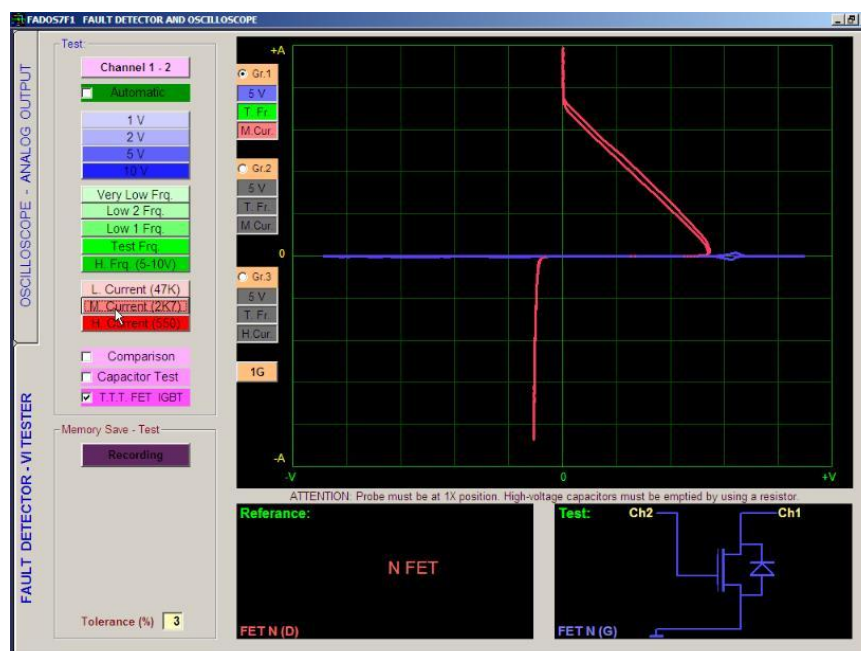 FADOS7F1 FAULT DETECTOR AND OSCILLOSCOPE
OSCILLOSCOPE - ANALOG OUTPUT
FAULT DETECTOR - VI TESTER
Test:
Channel 1 - 2
Automatic
1 V
2 V
5 V
10 V
Very Low Frq.
Low 2 Frq.
Low 1 Frq.
Test Frq.
H. Frq. (5-10V)
L. Current (47K)
M. Current (2K7)
H. Current (550)
Comparison
Capacitor Test
T.T.T. FET IGBT
Memory Save - Test
Recording
Tolerance (%) 3
Gr.1
5 V
T. Fr.
M.Cur.
Gr.2
5 V
T. Fr.
M.Cur
Gr.3
5 V
T. Fr.
H.Cur.
1G
+A
0
-A
-V
0
+V
ATTENTION: Probe must be at 1X position. High-voltage capacitors must be emptied by using a resistor.
Referance:
N FET
FET N (D)
Test:
Ch2
Ch1
FET N (G)